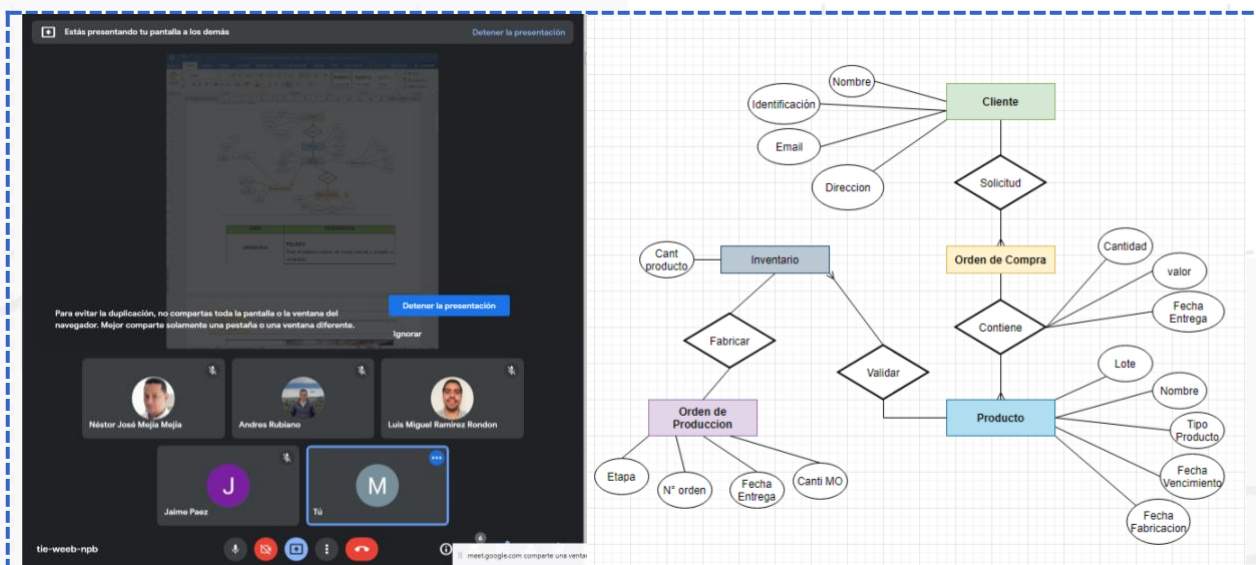 Estás presentando tu pantalla a los demás
Detener la presentación
Para evitar la duplicación, no compartas toda la pantalla o la ventana del
navegador. Mejor comparte solamente una pestaña o una ventana diferente.
Detener la presentación
Ignorar
Néstor José Mejía Mejía
Andres Rubiano
Luis Miguel Ramirez Rondon
J
Jaime Paez
M
Tú
tie-weeb-npb
6
meet.google.com comparte una venta
Nombre
Identificación
Email
Direccion
Cliente
Solicitud
Cant
producto
Inventario
Orden de Compra
Cantidad
valor
Fecha
Entrega
Contiene
Fabricar
Validar
Orden de
Produccion
Producto
Lote
Nombre
Tipo
Producto
Fecha
Vencimiento
Fecha
Fabricacion
Etapa
N° orden
Fecha
Entrega
Canti MO